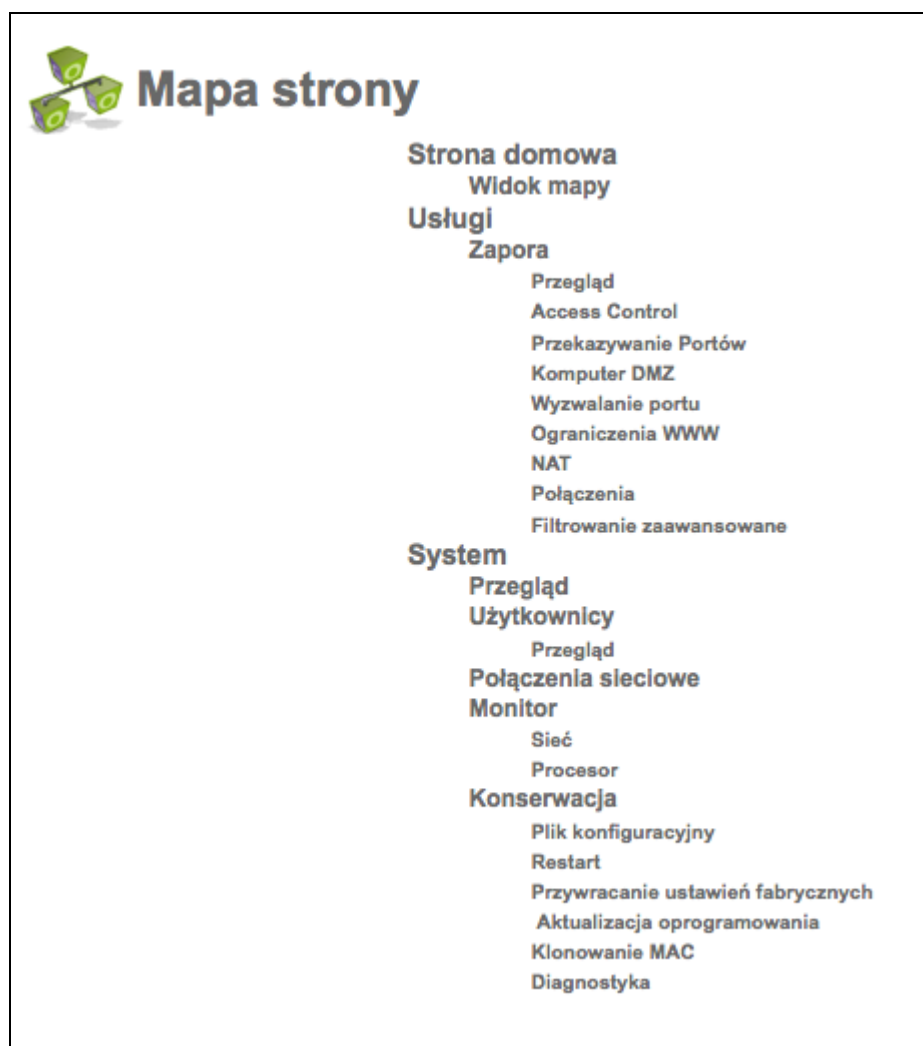 Mapa strony
Strona domowa
Widok mapy
Usługi
Zapora
Przegląd
Access Control
Przekazywanie Portów
Komputer DMZ
Wyzwalanie portu
Ograniczenia WWW
NAT
Połączenia
Filtrowanie zaawansowane
System
Przegląd
Użytkownicy
Przegląd
Połączenia sieciowe
Monitor
Sieć
Procesor
Konserwacja
Plik konfiguracyjny
Restart
Przywracanie ustawień fabrycznych
Aktualizacja oprogramowania
Klonowanie MAC
Diagnostyka